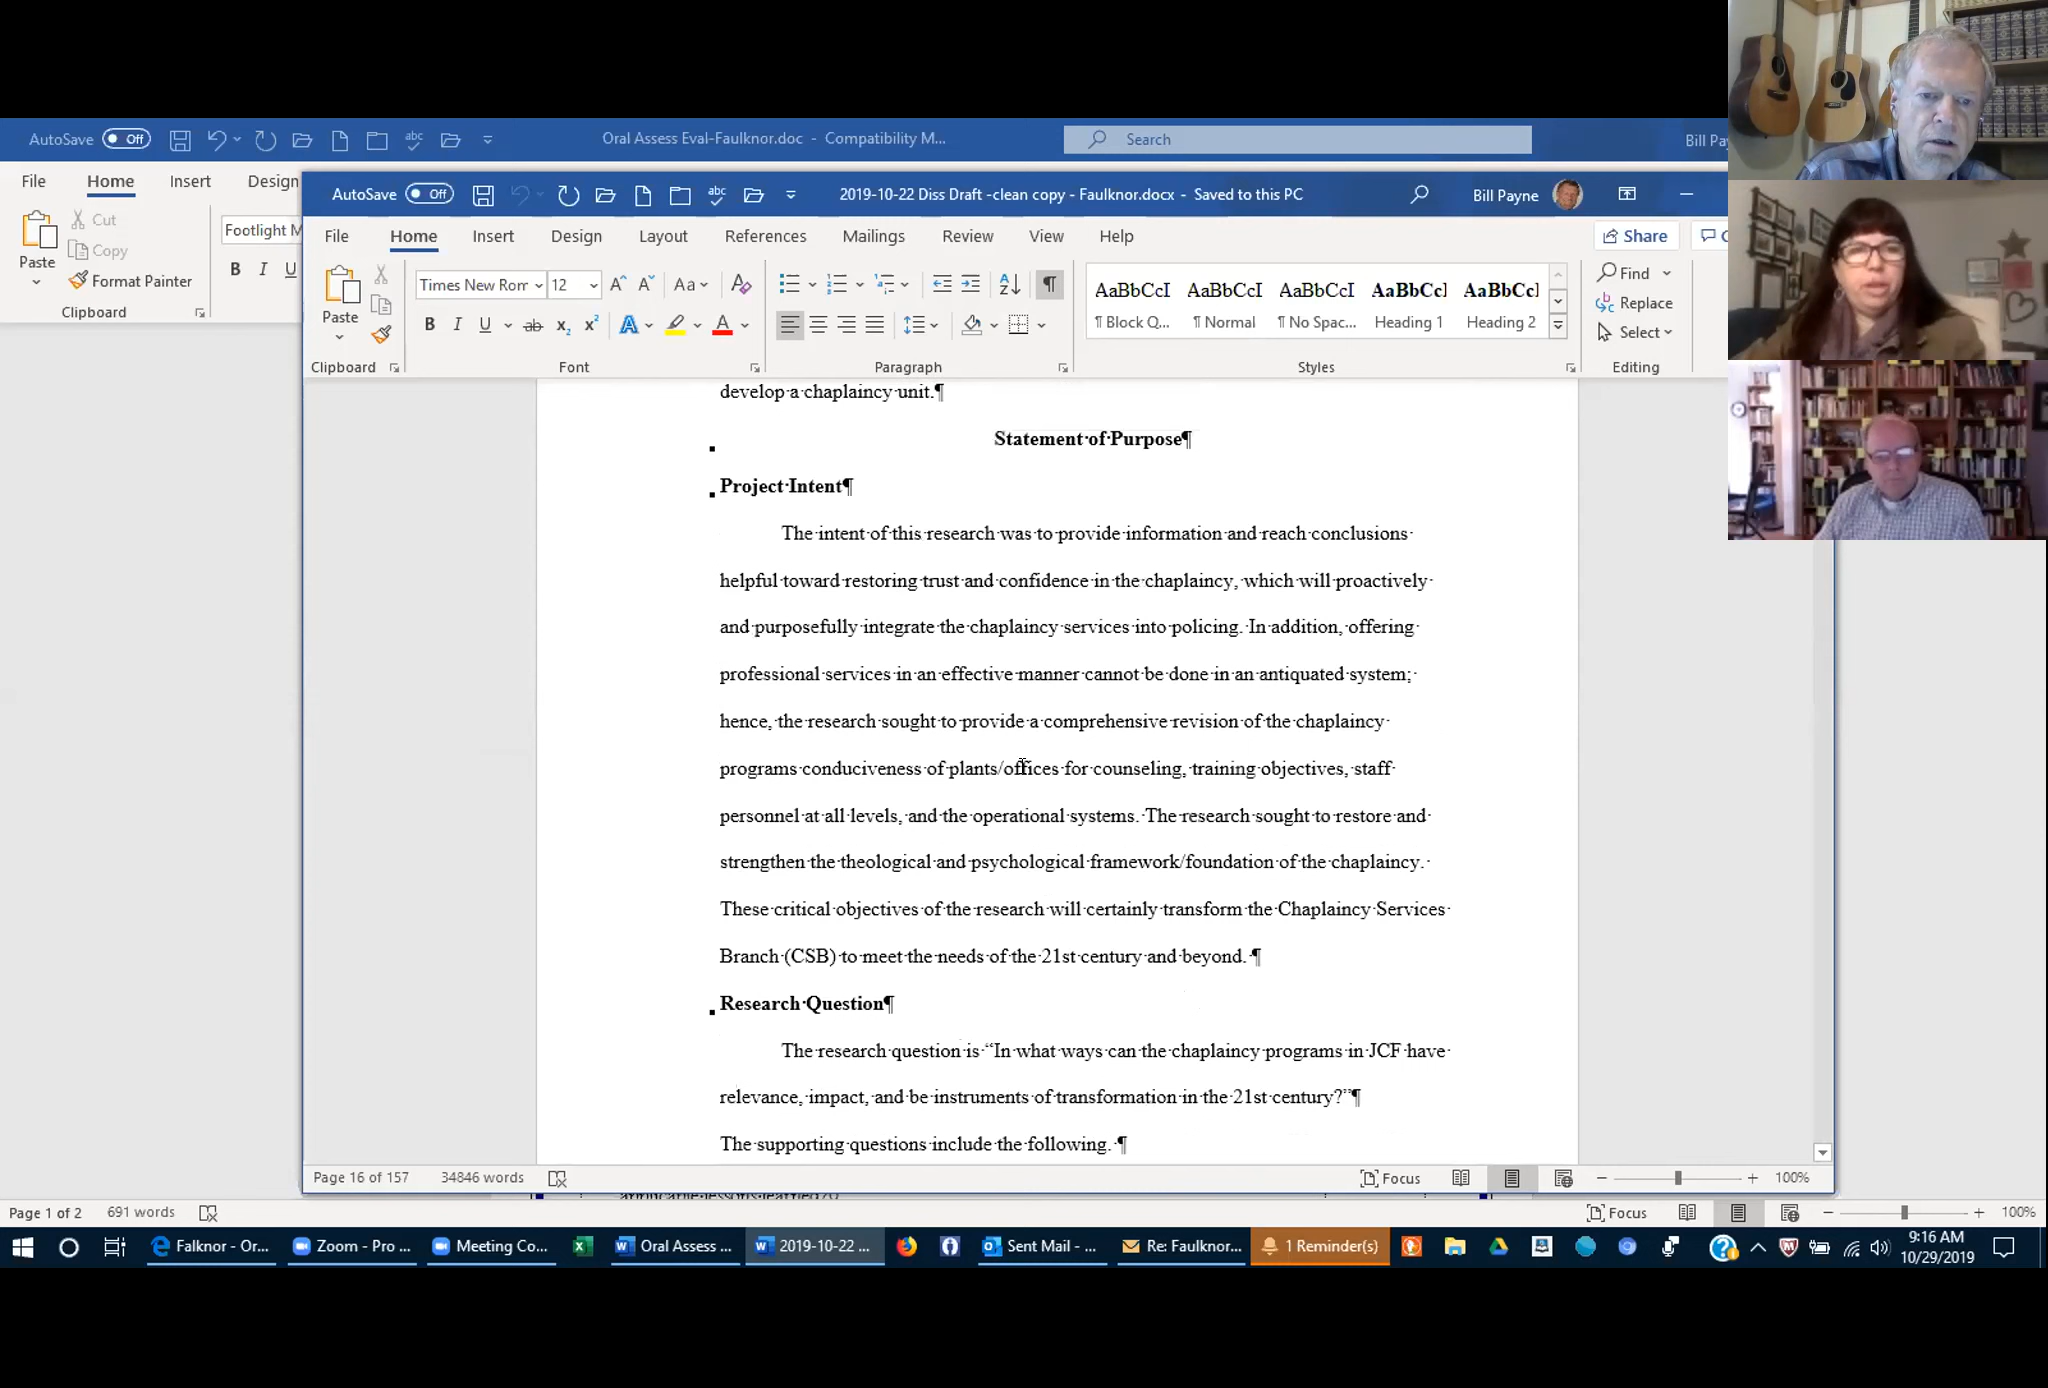 AutoSave Off Oral Assess Eval-Faulknor.doc - Compatibility M... Search Bill Pay
File Home Insert Design
Paste Cut Copy Format Painter
Clipboard
Footlight M
B I U
AutoSave Off 2019-10-22 Diss Draft -clean copy - Faulknor.docx - Saved to this PC Bill Payne
File Home Insert Design Layout References Mailings Review View Help Share
Paste
Clipboard
Times New Ror 12 Aa
B I U ab x₂ x² A A
Font
Paragraph
AaBbCcI AaBbCcI AaBbCcI AaBbCcI AaBbCcI
¶ Block Q... ¶ Normal ¶ No Spac... Heading 1 Heading 2
Styles
Find
Replace
Select
Editing
develop a chaplaincy unit.¶
Statement of Purpose¶
Project Intent¶
The intent of this research was to provide information and reach conclusions
helpful toward restoring trust and confidence in the chaplaincy, which will proactively
and purposefully integrate the chaplaincy services into policing. In addition, offering
professional services in an effective manner cannot be done in an antiquated system;
hence, the research sought to provide a comprehensive revision of the chaplaincy
programs conduciveness of plants/offices for counseling, training objectives, staff
personnel at all levels, and the operational systems. The research sought to restore and
strengthen the theological and psychological framework/foundation of the chaplaincy.
These critical objectives of the research will certainly transform the Chaplaincy Services
Branch (CSB) to meet the needs of the 21st century and beyond. ¶
Research Question¶
The research question is “In what ways can the chaplaincy programs in JCF have
relevance, impact, and be instruments of transformation in the 21st century?”¶
The supporting questions include the following. ¶
Page 16 of 157 34846 words Focus 100%
Page 1 of 2 691 words Focus 100%
Falknor - Or... Zoom - Pro ... Meeting Co... Oral Assess ... 2019-10-22 ... Sent Mail - ... Re: Faulknor... 1 Reminder(s) 9:16 AM
10/29/2019